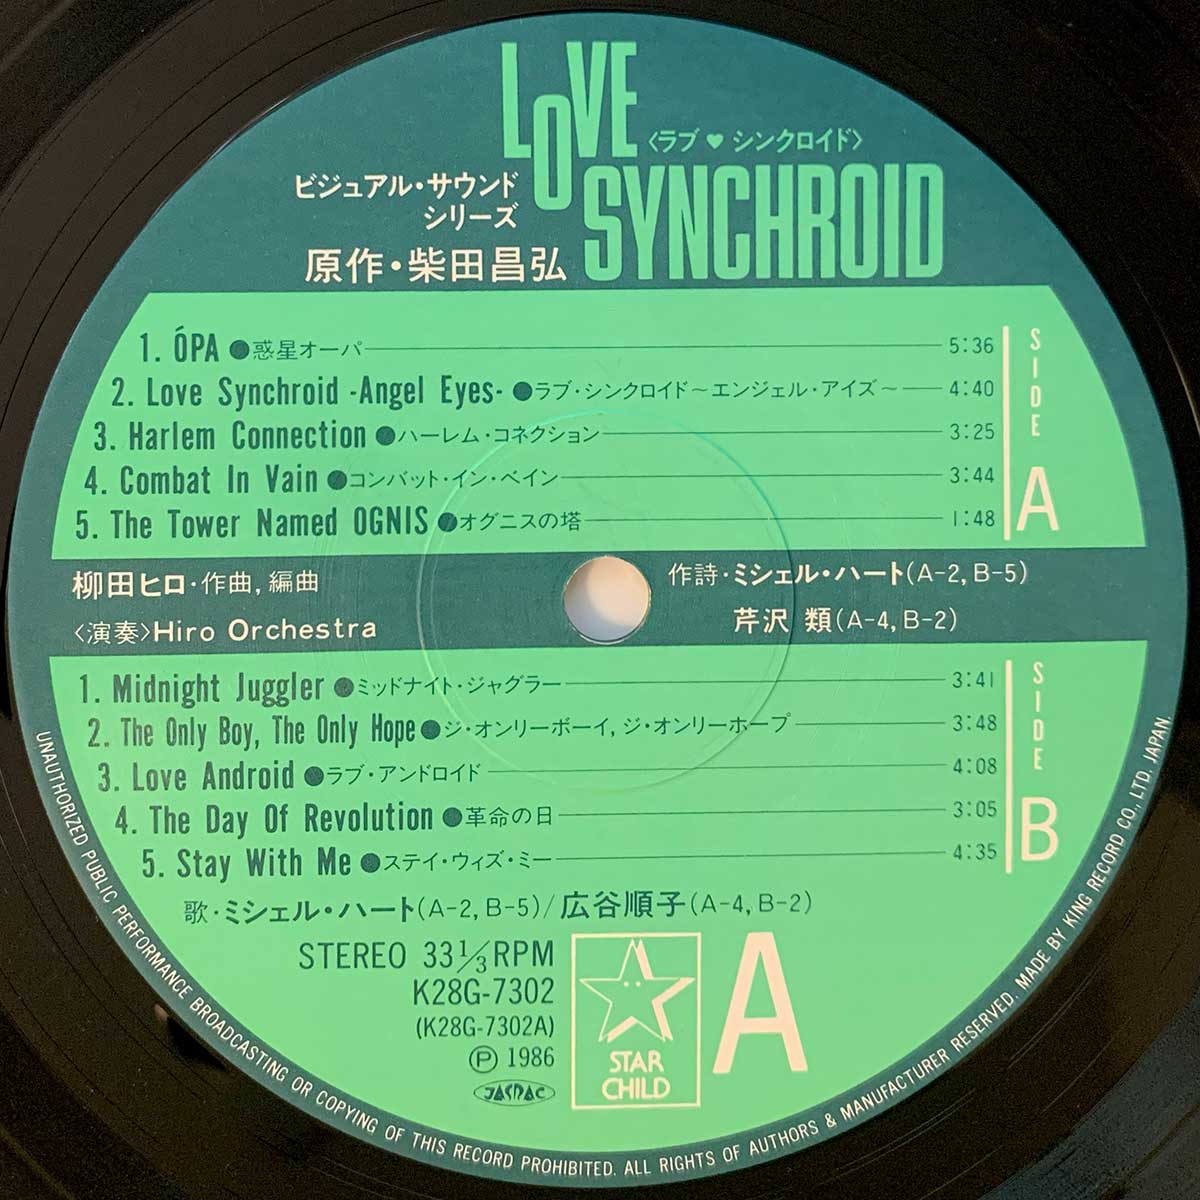 LOVE
〈ラブ♥シンクロイド〉
SYNCHROID
ビジュアル・サウンド
シリーズ
原作・柴田昌弘
1. ÓPA ●惑星オーパ 5:36
2. Love Synchroid -Angel Eyes- ●ラブ・シンクロイド〜エンジェル・アイズ〜 4:40
3. Harlem Connection ●ハーレム・コネクション 3:25
4. Combat In Vain ●コンバット・イン・ベイン 3:44
5. The Tower Named OGNIS ●オグニスの塔 1:48
SIDE A
柳田ヒロ・作曲, 編曲
〈演奏〉Hiro Orchestra
作詩・ミシェル・ハート(A-2, B-5)
芹沢 類(A-4, B-2)
1. Midnight Juggler ●ミッドナイト・ジャグラー 3:41
2. The Only Boy, The Only Hope ●ジ・オンリーボーイ, ジ・オンリーホープ 3:48
3. Love Android ●ラブ・アンドロイド 4:08
4. The Day Of Revolution ●革命の日 3:05
5. Stay With Me ●ステイ・ウィズ・ミー 4:35
SIDE B
歌・ミシェル・ハート(A-2, B-5)/広谷順子(A-4, B-2)
STEREO 33⅓RPM
K28G-7302
(K28G-7302A)
Ⓟ 1986
JASRAC
STAR
CHILD
A
UNAUTHORIZED PUBLIC PERFORMANCE BROADCASTING OR COPYING OF THIS RECORD PROHIBITED. ALL RIGHTS OF AUTHORS & MANUFACTURER RESERVED. MADE BY KING RECORD CO., LTD. JAPAN.